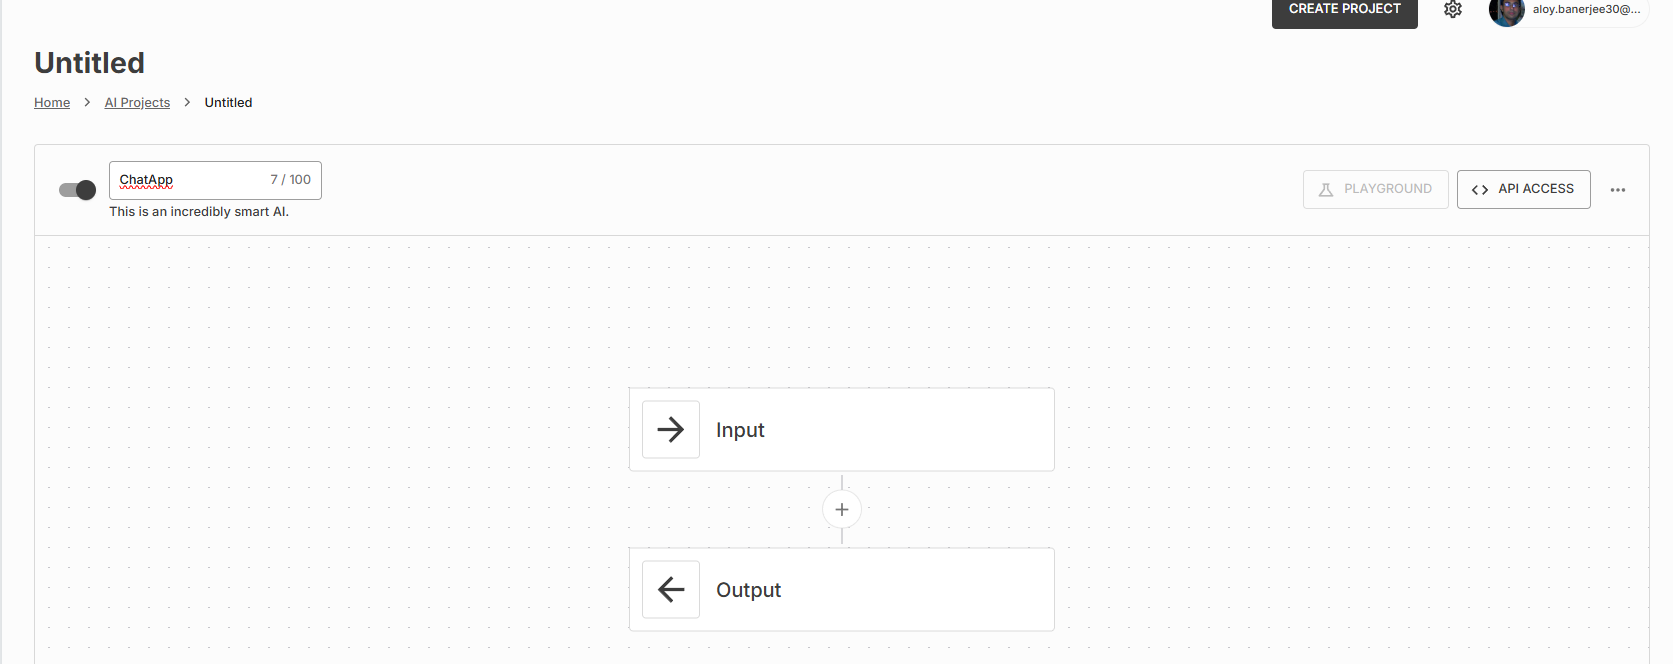 CREATE PROJECT
aloy.banerjee30@...
Untitled
Home > AI Projects > Untitled
ChatApp 7 / 100
This is an incredibly smart AI.
PLAYGROUND
<> API ACCESS
Input
+
Output